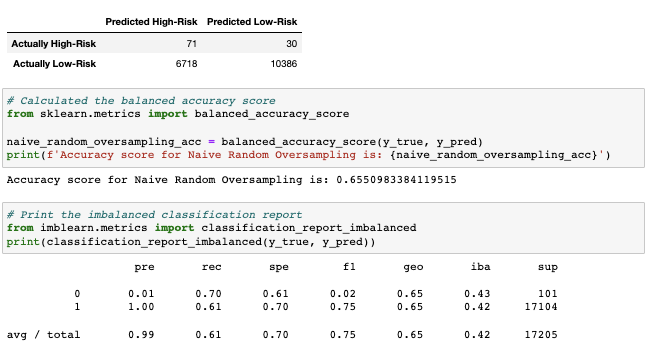 Predicted High-Risk Predicted Low-Risk
Actually High-Risk 71 30
Actually Low-Risk 6718 10386
# Calculated the balanced accuracy score
from sklearn.metrics import balanced_accuracy_score
naive_random_oversampling_acc = balanced_accuracy_score(y_true, y_pred)
print(f'Accuracy score for Naive Random Oversampling is: {naive_random_oversampling_acc}')
Accuracy score for Naive Random Oversampling is: 0.6550983384119515
# Print the imbalanced classification report
from imblearn.metrics import classification_report_imbalanced
print(classification_report_imbalanced(y_true, y_pred))
pre rec spe f1 geo iba sup
0 0.01 0.70 0.61 0.02 0.65 0.43 101
1 1.00 0.61 0.70 0.75 0.65 0.42 17104
avg / total 0.99 0.61 0.70 0.75 0.65 0.42 17205